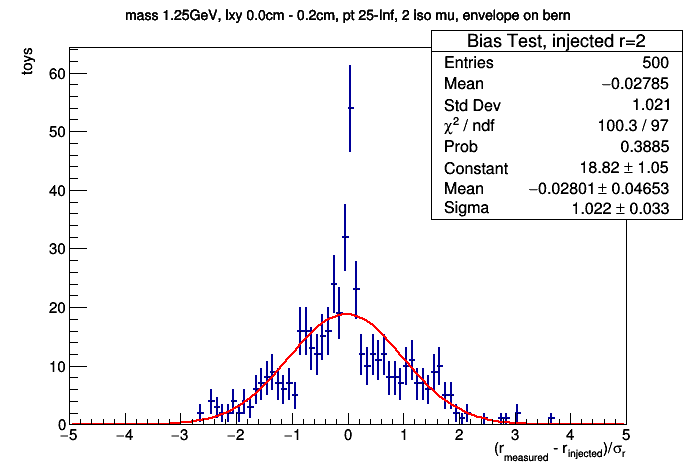 mass 1.25GeV, lxy 0.0cm - 0.2cm, pt 25-Inf, 2 Iso mu, envelope on bern
Bias Test, injected r=2
Entries 500
Mean −0.02785
Std Dev 1.021
χ² / ndf 100.3 / 97
Prob 0.3885
Constant 18.82 ± 1.05
Mean −0.02801 ± 0.04653
Sigma 1.022 ± 0.033
toys
60
50
40
30
20
10
0
−5 −4 −3 −2 −1 0 1 2 3 4 5
(r_measured - r_injected)/σ_r